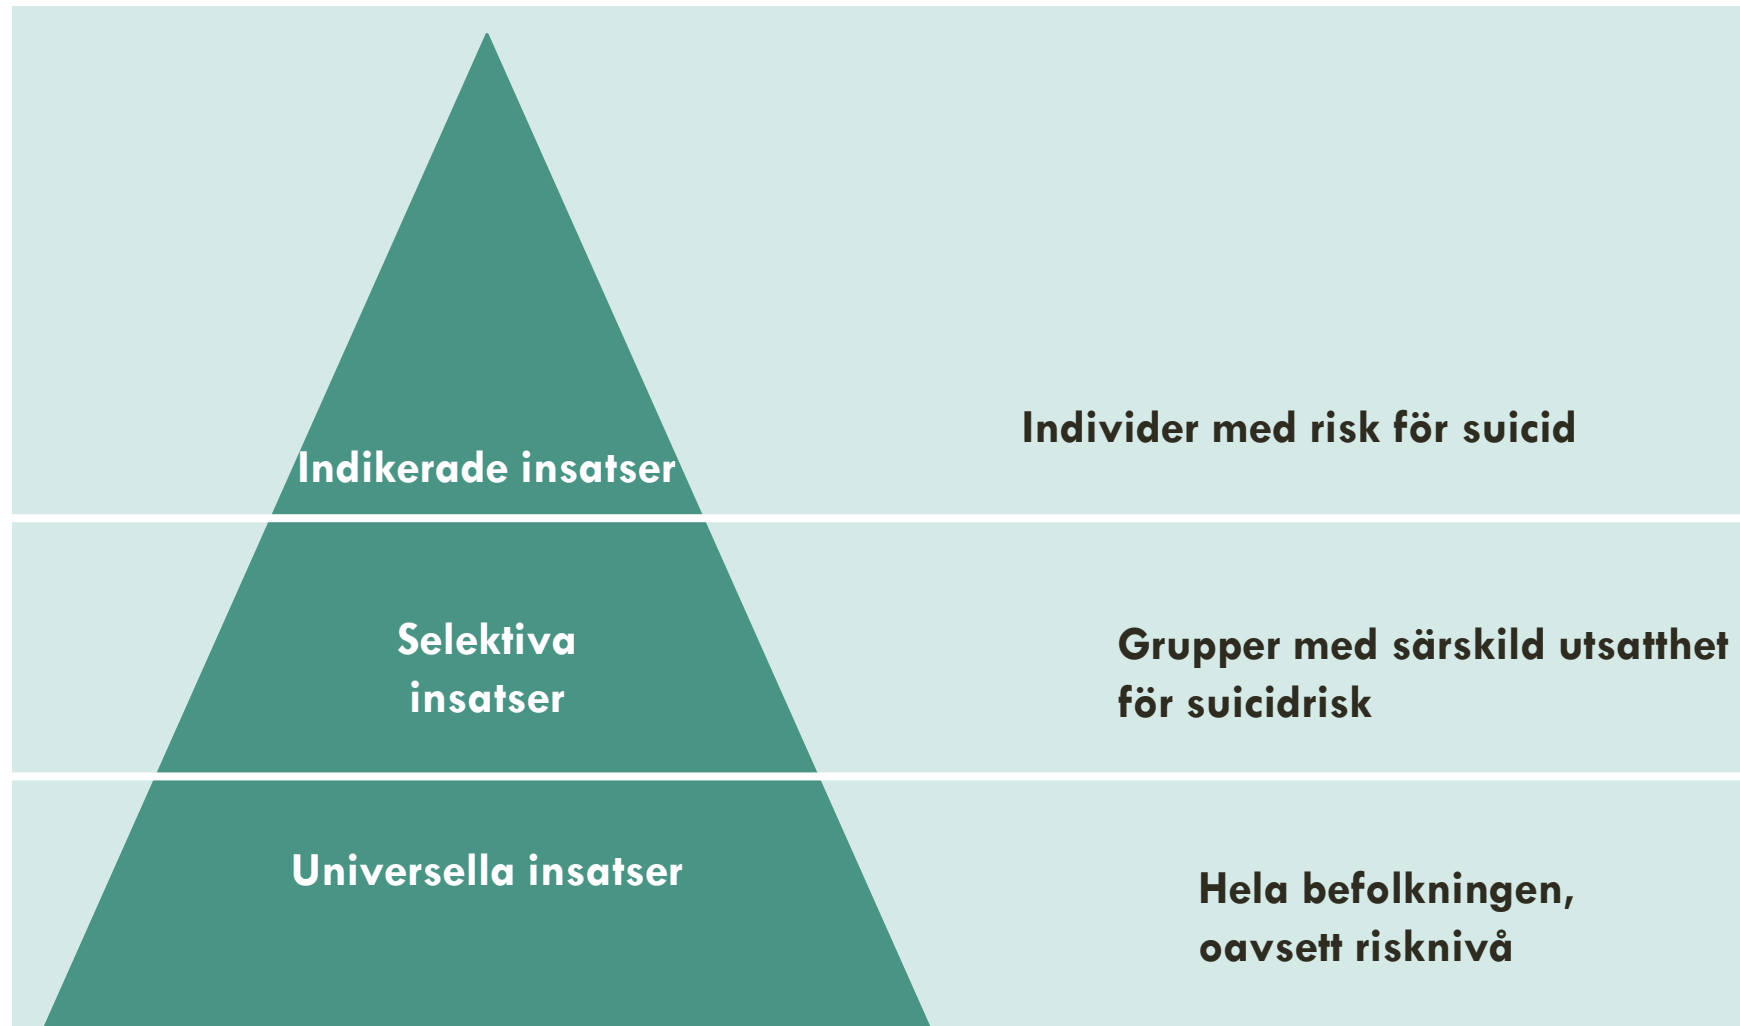 Individer med risk för suicid
Indikerade insatser
Selektiva
insatser
Grupper med särskild utsatthet
för suicidrisk
Universella insatser
Hela befolkningen,
oavsett risknivå